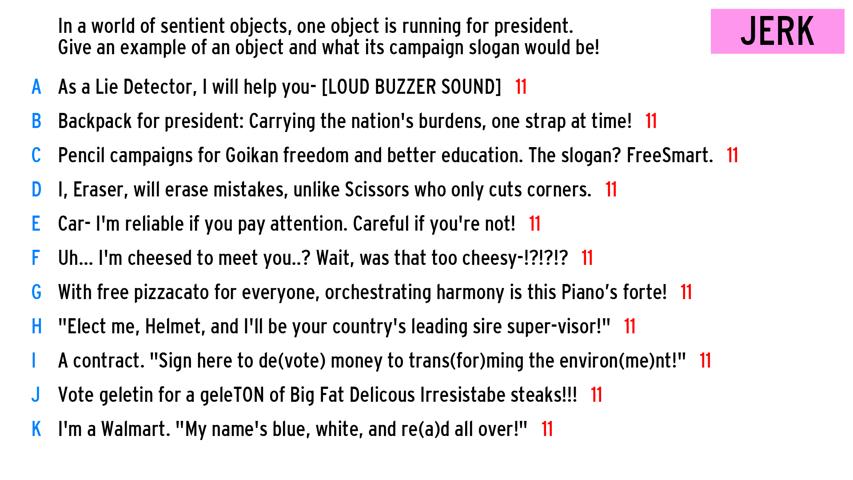 In a world of sentient objects, one object is running for president.
Give an example of an object and what its campaign slogan would be!
JERK
A As a Lie Detector, I will help you- [LOUD BUZZER SOUND] 11
B Backpack for president: Carrying the nation's burdens, one strap at time! 11
C Pencil campaigns for Goikan freedom and better education. The slogan? FreeSmart. 11
D I, Eraser, will erase mistakes, unlike Scissors who only cuts corners. 11
E Car- I'm reliable if you pay attention. Careful if you're not! 11
F Uh... I'm cheesed to meet you..? Wait, was that too cheesy-!?!?!? 11
G With free pizzacato for everyone, orchestrating harmony is this Piano’s forte! 11
H "Elect me, Helmet, and I'll be your country's leading sire super-visor!" 11
I A contract. "Sign here to de(vote) money to trans(for)ming the environ(me)nt!" 11
J Vote geletin for a geleTON of Big Fat Delicous Irresistabe steaks!!! 11
K I'm a Walmart. "My name's blue, white, and re(a)d all over!" 11